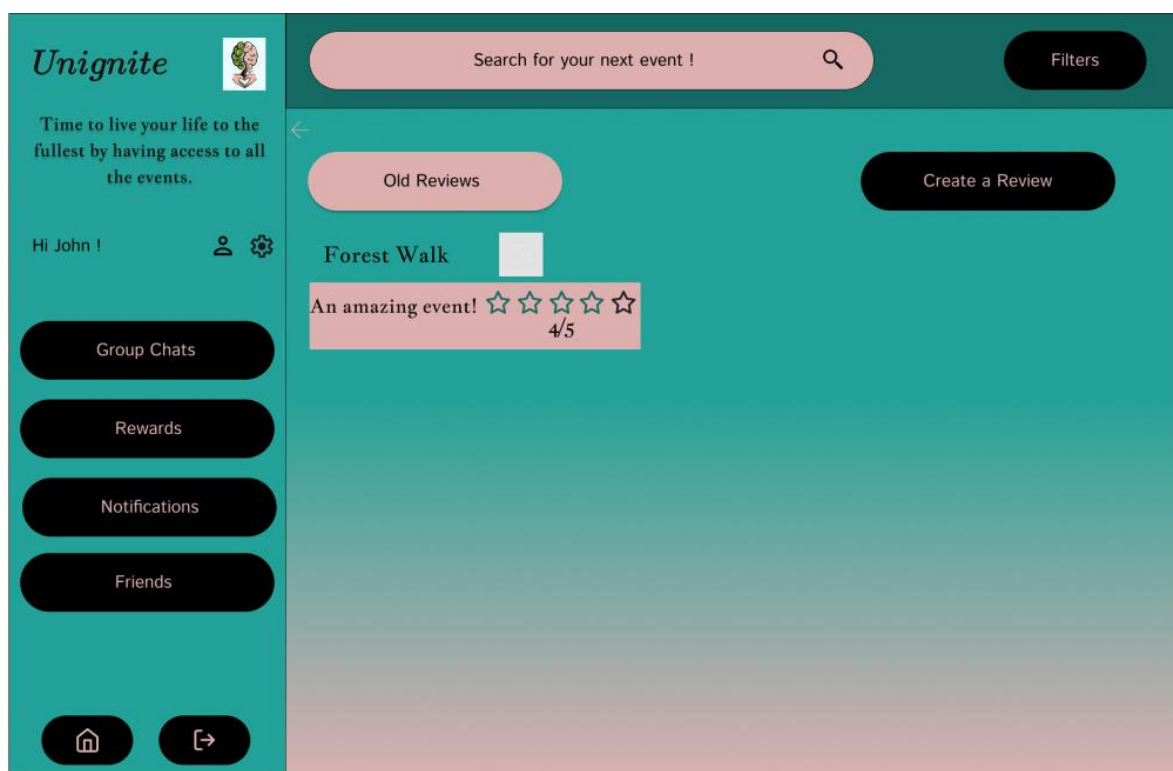 Unignite
Time to live your life to the
fullest by having access to all
the events.
Hi John !
Group Chats
Rewards
Notifications
Friends
Search for your next event !
Filters
Old Reviews
Create a Review
Forest Walk
An amazing event!
4/5